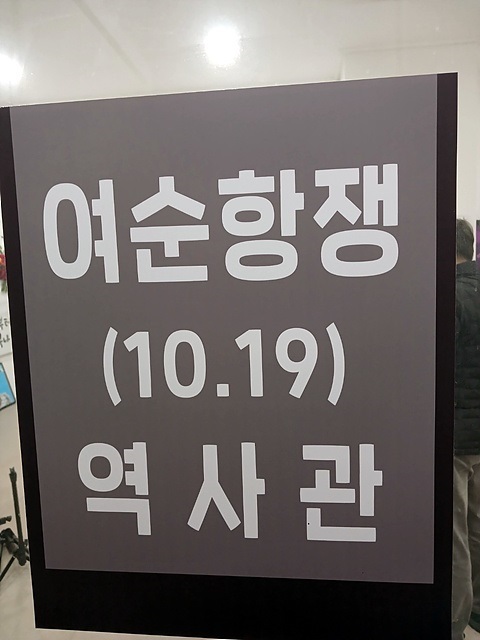 여순항쟁
(10.19)
역 사 관